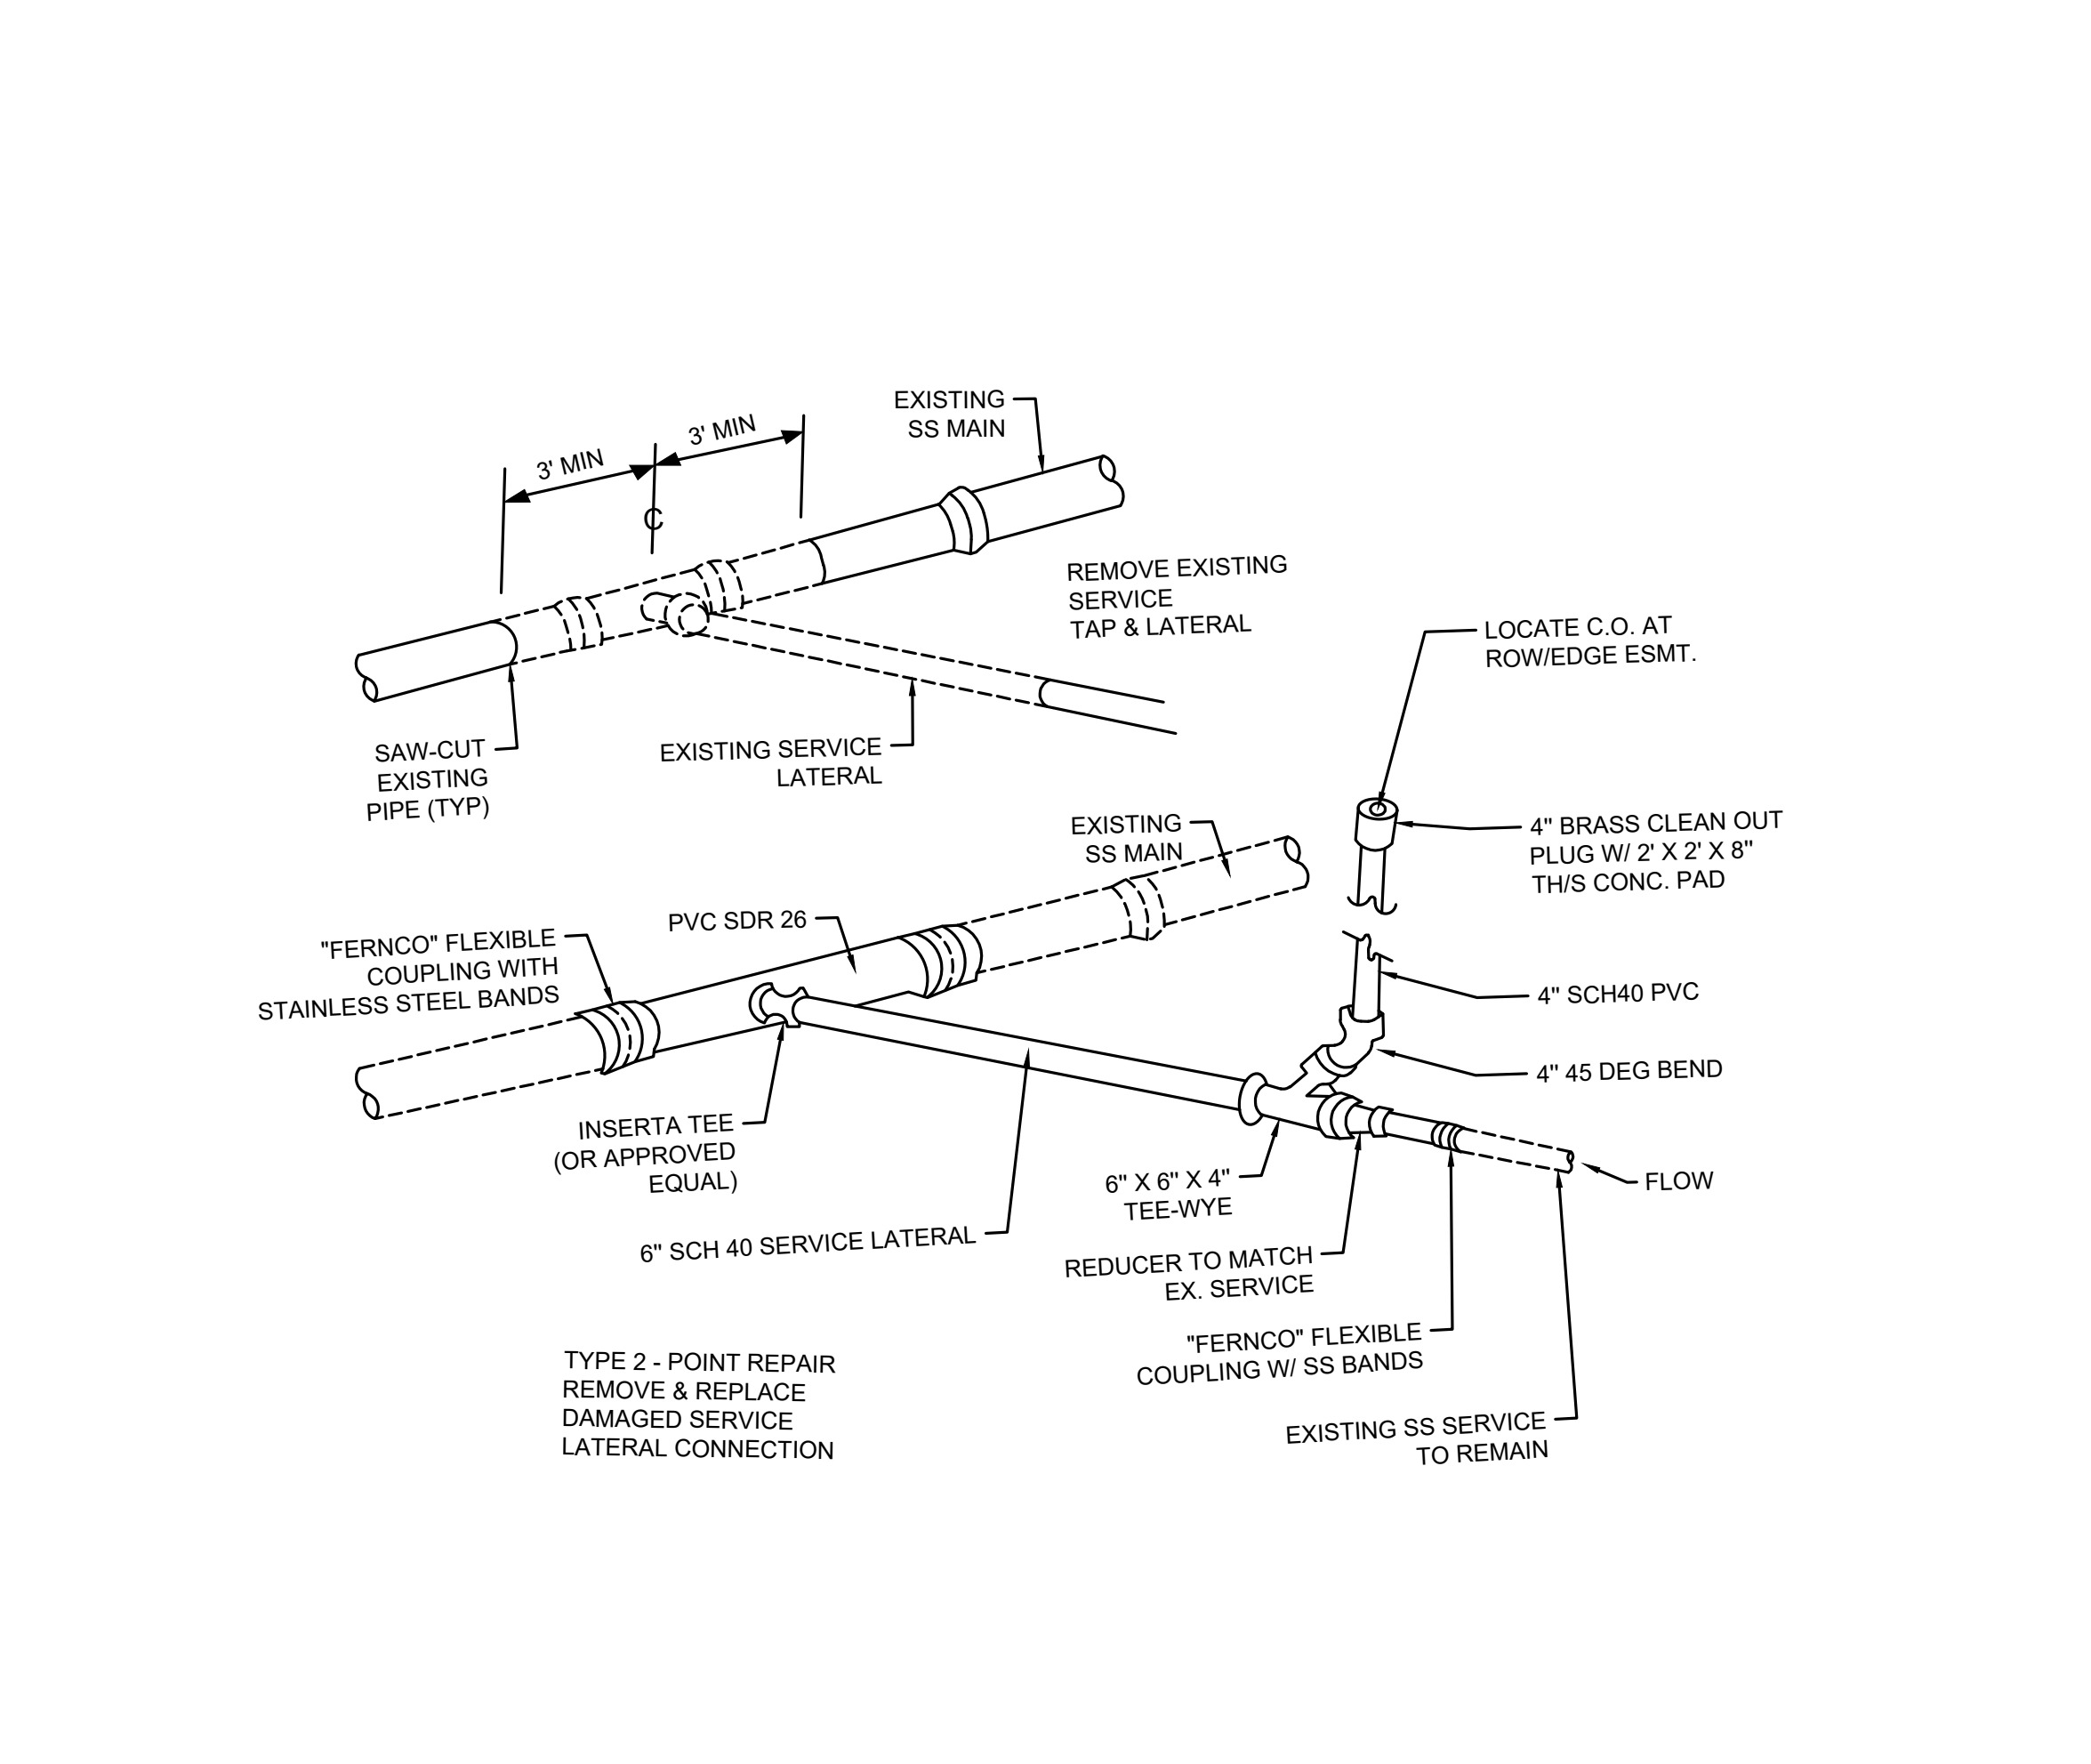 EXISTING
SS MAIN
3' MIN
3' MIN
C
REMOVE EXISTING
SERVICE
TAP & LATERAL
LOCATE C.O. AT
ROW/EDGE ESMT.
SAW-CUT
EXISTING
PIPE (TYP)
EXISTING SERVICE
LATERAL
EXISTING
SS MAIN
4" BRASS CLEAN OUT
PLUG W/ 2' X 2' X 8"
TH/S CONC. PAD
PVC SDR 26
"FERNCO" FLEXIBLE
COUPLING WITH
STAINLESS STEEL BANDS
4" SCH40 PVC
4" 45 DEG BEND
INSERTA TEE
(OR APPROVED
EQUAL)
6" X 6" X 4"
TEE-WYE
FLOW
6" SCH 40 SERVICE LATERAL
REDUCER TO MATCH
EX. SERVICE
"FERNCO" FLEXIBLE
COUPLING W/ SS BANDS
TYPE 2 - POINT REPAIR
REMOVE & REPLACE
DAMAGED SERVICE
LATERAL CONNECTION
EXISTING SS SERVICE
TO REMAIN